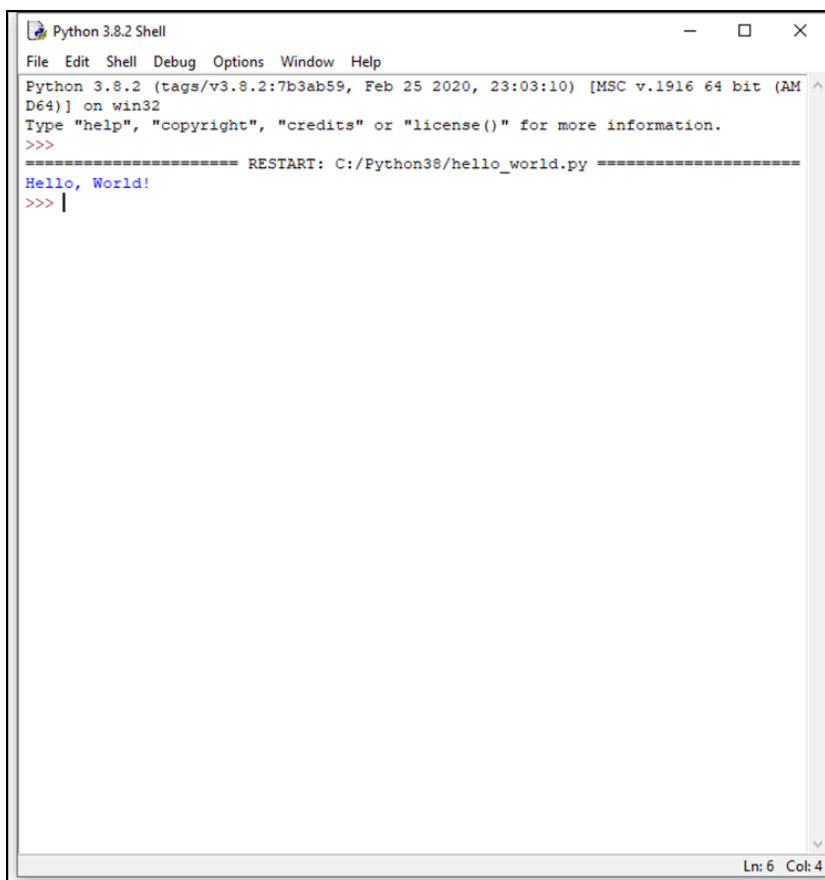 Python 3.8.2 Shell
File Edit Shell Debug Options Window Help
Python 3.8.2 (tags/v3.8.2:7b3ab59, Feb 25 2020, 23:03:10) [MSC v.1916 64 bit (AM
D64)] on win32
Type "help", "copyright", "credits" or "license()" for more information.
>>>
====================== RESTART: C:/Python38/hello_world.py =====================
Hello, World!
>>>
Ln: 6 Col: 4